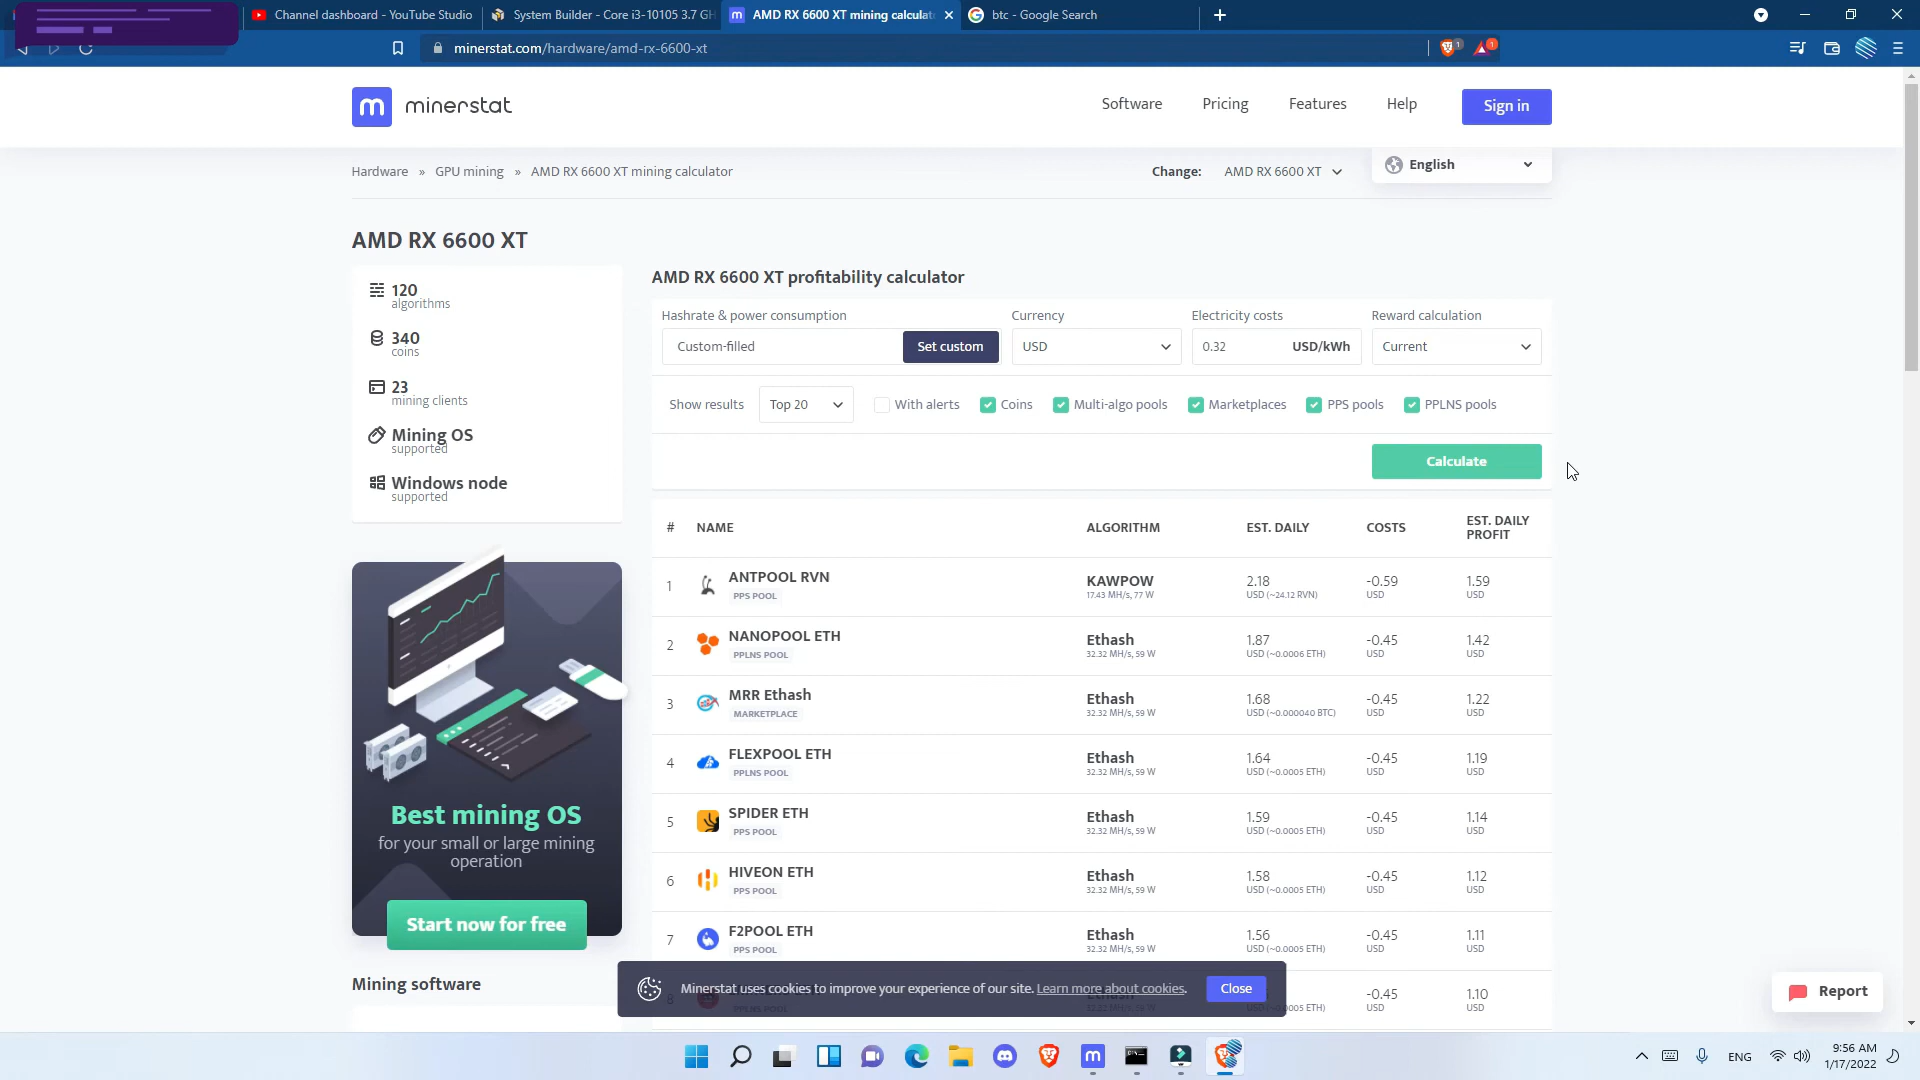 Channel dashboard - YouTube Studio
System Builder - Core i3-10105 3.7 GH
AMD RX 6600 XT mining calculat
btc - Google Search
minerstat.com/hardware/amd-rx-6600-xt
1
1
minerstat
Software
Pricing
Features
Help
Sign in
Hardware » GPU mining » AMD RX 6600 XT mining calculator
Change: AMD RX 6600 XT
English
AMD RX 6600 XT
120
algorithms
340
coins
23
mining clients
Mining OS
supported
Windows node
supported
AMD RX 6600 XT profitability calculator
Hashrate & power consumption
Currency
Electricity costs
Reward calculation
Custom-filled
Set custom
USD
0.32 USD/kWh
Current
Show results Top 20 With alerts Coins Multi-algo pools Marketplaces PPS pools PPLNS pools
Calculate
# NAME ALGORITHM EST. DAILY COSTS EST. DAILY
PROFIT
1 ANTPOOL RVN KAWPOW 2.18 -0.59 1.59
PPS POOL 17.43 MH/s, 77 W USD (~24.12 RVN) USD USD
2 NANOPOOL ETH Ethash 1.87 -0.45 1.42
PPLNS POOL 32.32 MH/s, 59 W USD (~0.0006 ETH) USD USD
3 MRR Ethash Ethash 1.68 -0.45 1.22
MARKETPLACE 32.32 MH/s, 59 W USD (~0.000040 BTC) USD USD
4 FLEXPOOL ETH Ethash 1.64 -0.45 1.19
PPLNS POOL 32.32 MH/s, 59 W USD (~0.0005 ETH) USD USD
5 SPIDER ETH Ethash 1.59 -0.45 1.14
PPS POOL 32.32 MH/s, 59 W USD (~0.0005 ETH) USD USD
6 HIVEON ETH Ethash 1.58 -0.45 1.12
PPS POOL 32.32 MH/s, 59 W USD (~0.0005 ETH) USD USD
7 F2POOL ETH Ethash 1.56 -0.45 1.11
PPS POOL 32.32 MH/s, 59 W USD (~0.0005 ETH) USD USD
-0.45 1.10
USD USD
Best mining OS
for your small or large mining
operation
Start now for free
Mining software
Minerstat uses cookies to improve your experience of our site. Learn more about cookies.
Close
Report
ENG
9:56 AM
1/17/2022